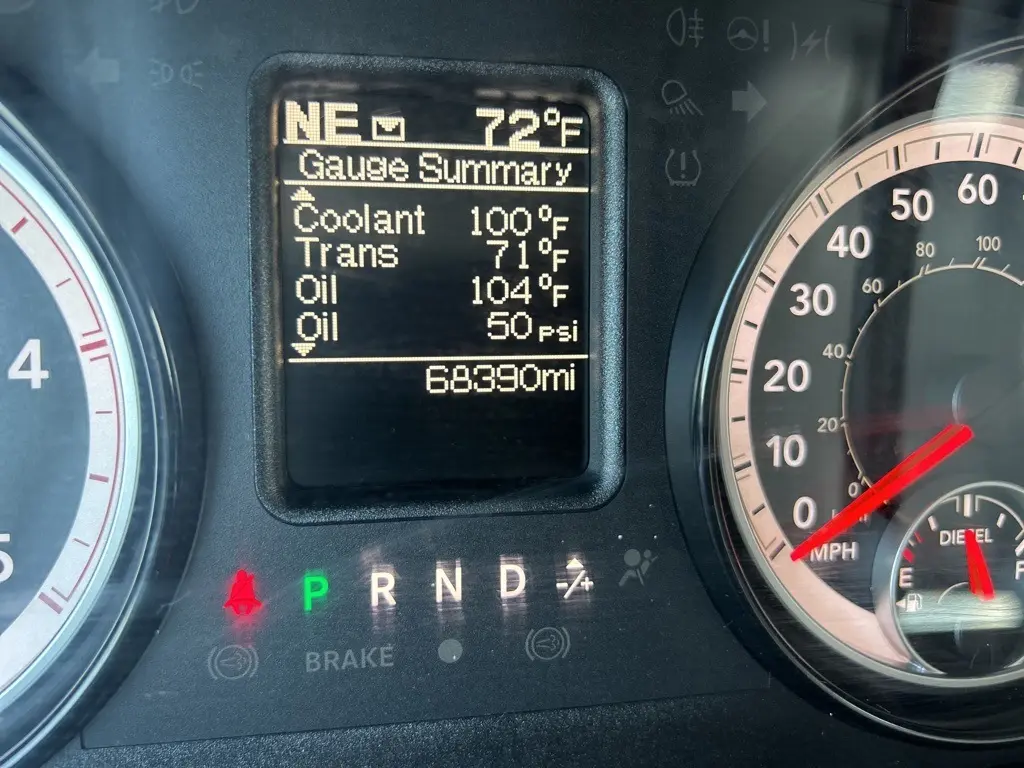 NE 72°F
Gauge Summary
Coolant 100°F
Trans 71°F
Oil 104°F
Oil 50 psi
68390mi
4
5
P R N D -/+
BRAKE
60
50
40
30
20
10
0
MPH
100
80
60
40
20
0
DIESEL
E F